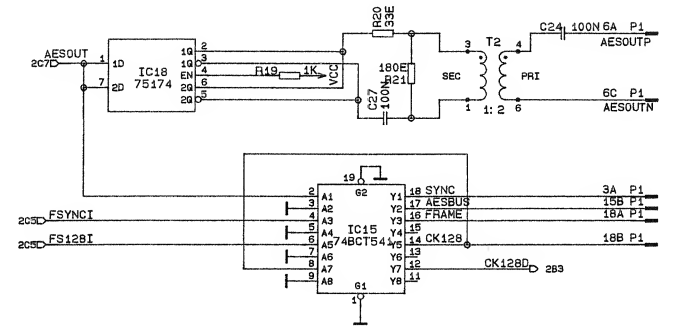 R20
33E
C24 100N 6A P1
AESOUTP
AESOUT
2C7
1 1D
7 2D
IC18
75174
1Q 2
1Q 3
EN 4
2Q 6
2Q 5
R19 1K
VCC
180E
R21
C27
100N
3 T2 4
SEC PRI
1 1:2 6
6C P1
AESOUTN
19
G2
2 A1
3 A2
4 A3
5 A4
6 A5
7 A6
8 A7
9 A8
IC15
74BCT541
G1
1
Y1 18 SYNC 3A P1
Y2 17 AESBUS 15B P1
Y3 16 FRAME 18A P1
Y4 15
Y5 14 CK128 18B P1
Y6 13
Y7 12 CK128D 2B3
Y8 11
2C5 FSYNCI
2C5 FS128I